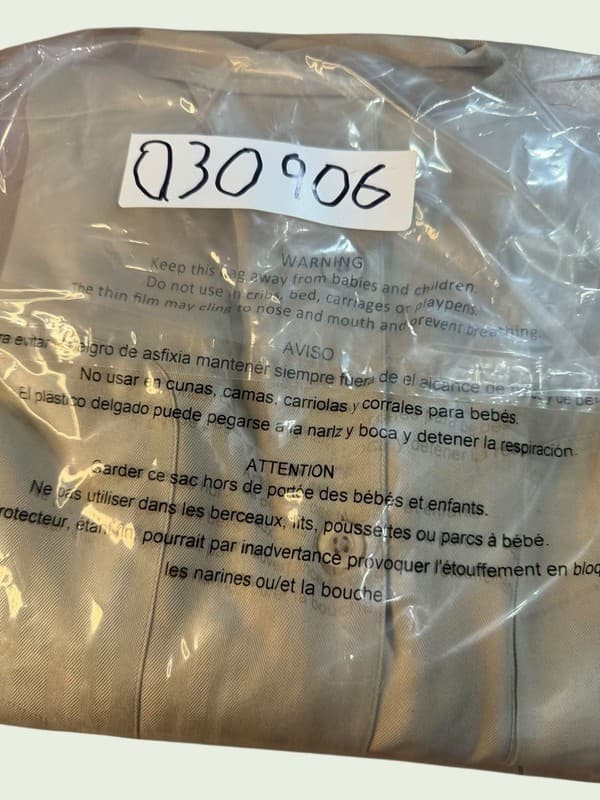 030906
WARNING
Keep this bag away from babies and children.
Do not use in cribs, bed, carriages or playpens.
The thin film may cling to nose and mouth and prevent breathing.
AVISO
evitar peligro de asfixia mantener siempre fuera de el alcance de
No usar en cunas, camas, carriolas y corrales para bebés.
El plástico delgado puede pegarse a la nariz y boca y detener la respiración.
ATTENTION
Garder ce sac hors de portée des bébés et enfants.
Ne pas utiliser dans les berceaux, lits, poussettes ou parcs à bébé.
rotecteur, étant fin, pourrait par inadvertance provoquer l'étouffement en bloq
les narines ou/et la bouche